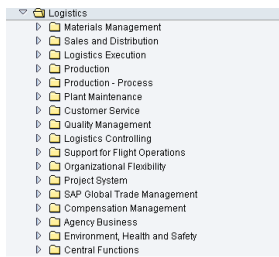 Logistics
Materials Management
Sales and Distribution
Logistics Execution
Production
Production - Process
Plant Maintenance
Customer Service
Quality Management
Logistics Controlling
Support for Flight Operations
Organizational Flexibility
Project System
SAP Global Trade Management
Compensation Management
Agency Business
Environment, Health and Safety
Central Functions